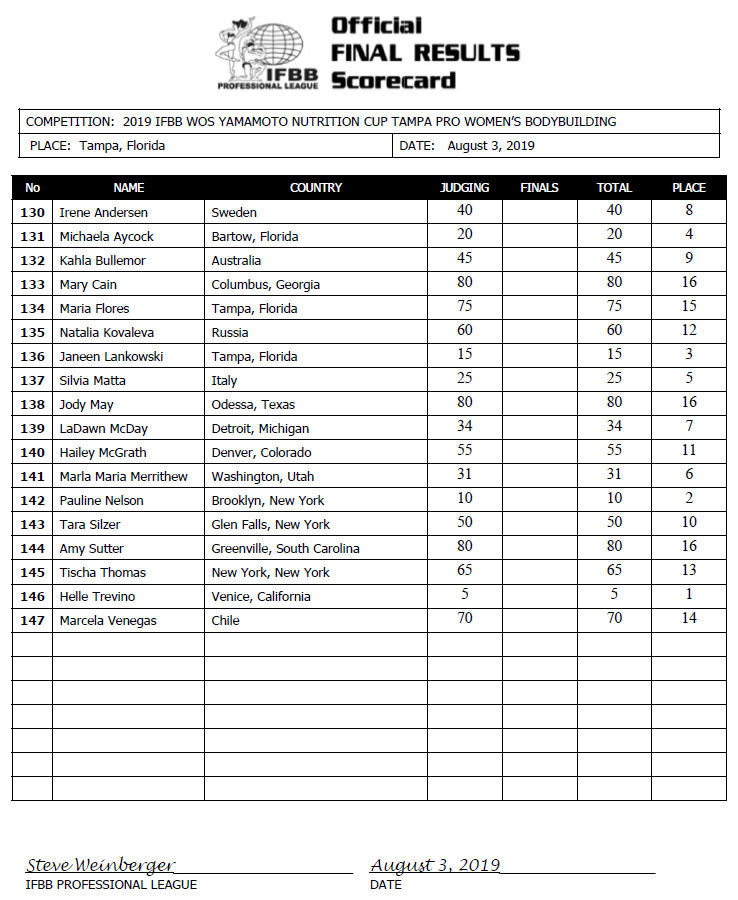 Official
FINAL RESULTS
Scorecard
IFBB
PROFESSIONAL LEAGUE
COMPETITION: 2019 IFBB WOS YAMAMOTO NUTRITION CUP TAMPA PRO WOMEN'S BODYBUILDING
PLACE: Tampa, Florida DATE: August 3, 2019
No NAME COUNTRY JUDGING FINALS TOTAL PLACE
130 Irene Andersen Sweden 40 40 8
131 Michaela Aycock Bartow, Florida 20 20 4
132 Kahla Bullemor Australia 45 45 9
133 Mary Cain Columbus, Georgia 80 80 16
134 Maria Flores Tampa, Florida 75 75 15
135 Natalia Kovaleva Russia 60 60 12
136 Janeen Lankowski Tampa, Florida 15 15 3
137 Silvia Matta Italy 25 25 5
138 Jody May Odessa, Texas 80 80 16
139 LaDawn McDay Detroit, Michigan 34 34 7
140 Hailey McGrath Denver, Colorado 55 55 11
141 Marla Maria Merrithew Washington, Utah 31 31 6
142 Pauline Nelson Brooklyn, New York 10 10 2
143 Tara Silzer Glen Falls, New York 50 50 10
144 Amy Sutter Greenville, South Carolina 80 80 16
145 Tischa Thomas New York, New York 65 65 13
146 Helle Trevino Venice, California 5 5 1
147 Marcela Venegas Chile 70 70 14
Steve Weinberger August 3, 2019
IFBB PROFESSIONAL LEAGUE DATE